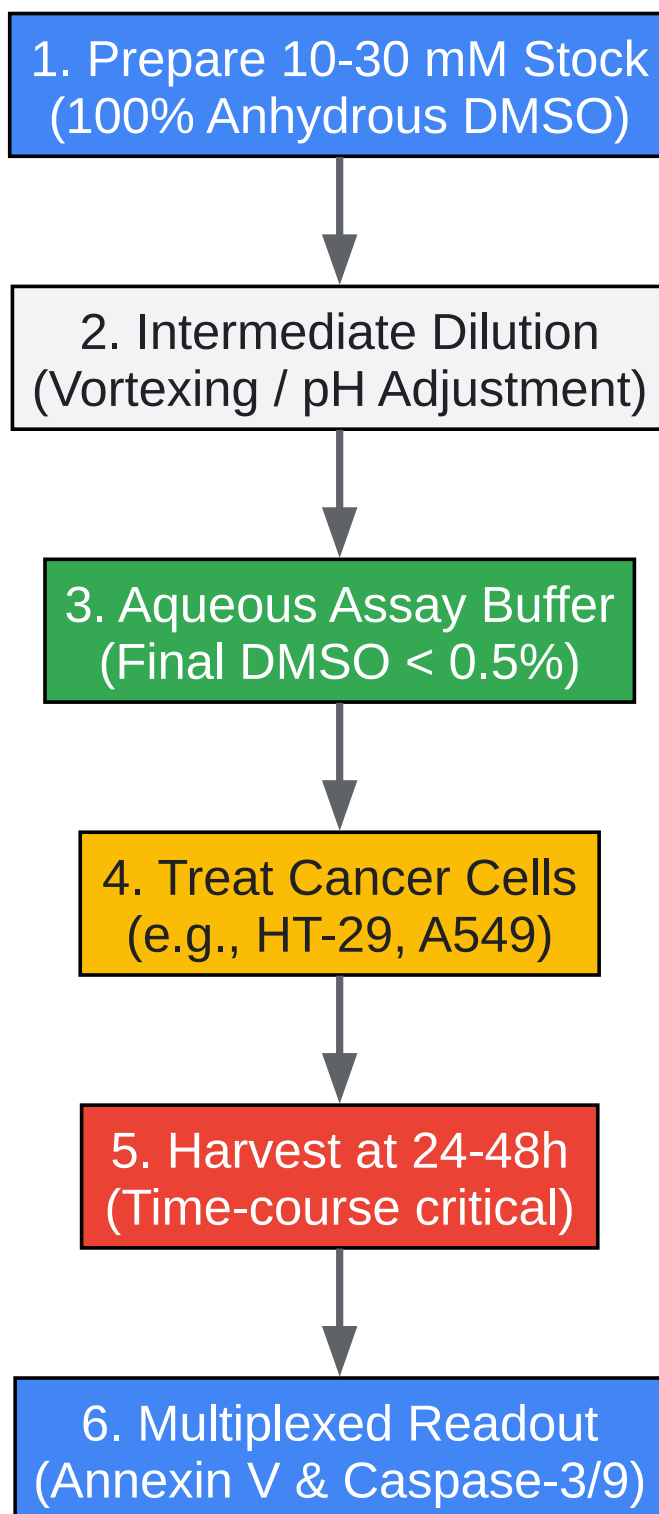 1. Prepare 10-30 mM Stock
(100% Anhydrous DMSO)
2. Intermediate Dilution
(Vortexing / pH Adjustment)
3. Aqueous Assay Buffer
(Final DMSO < 0.5%)
4. Treat Cancer Cells
(e.g., HT-29, A549)
5. Harvest at 24-48h
(Time-course critical)
6. Multiplexed Readout
(Annexin V & Caspase-3/9)